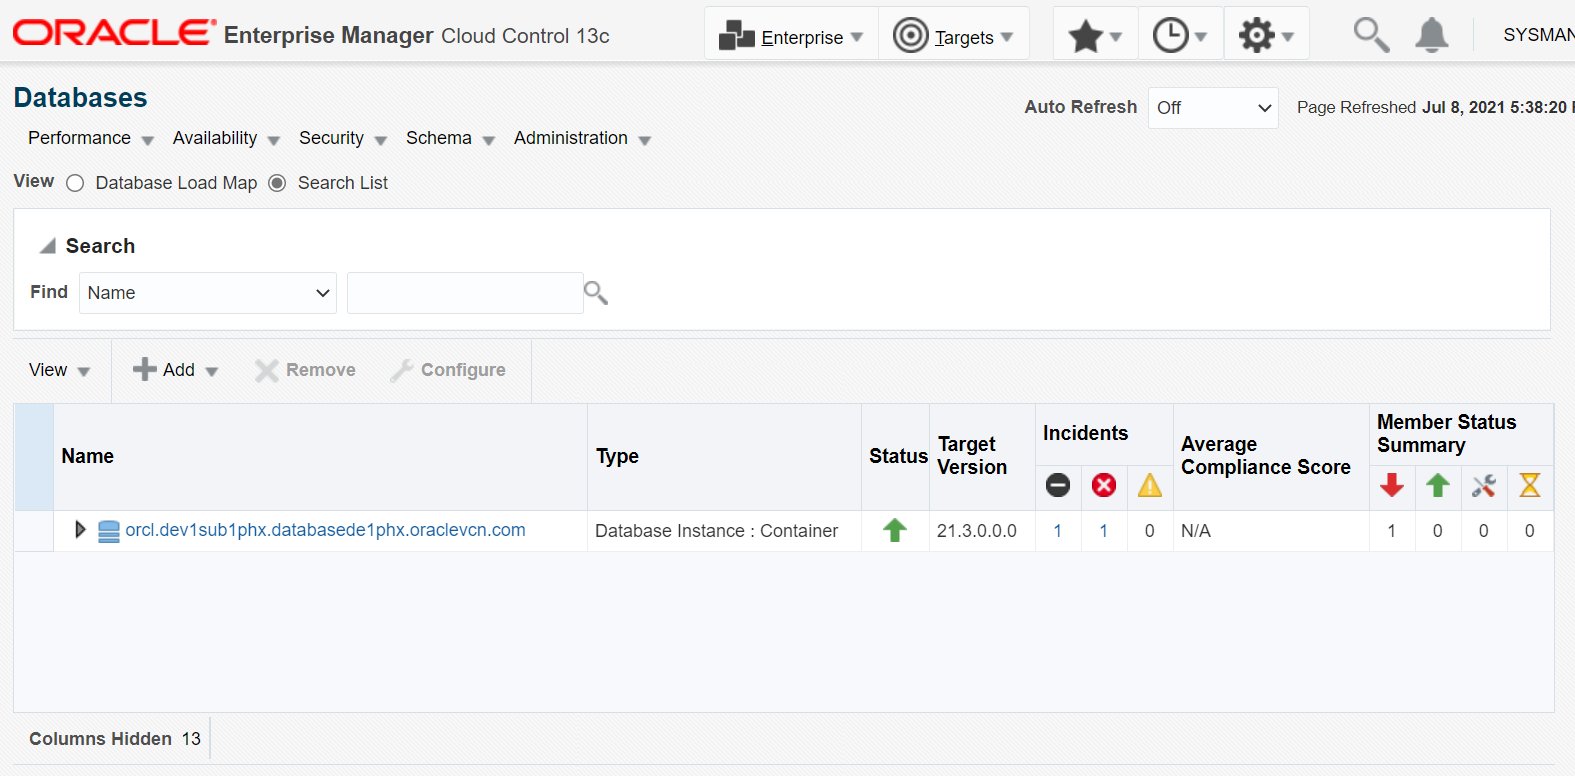 ORACLE Enterprise Manager Cloud Control 13c Enterprise Targets SYSMAN
Databases
Auto Refresh Off Page Refreshed Jul 8, 2021 5:38:20
Performance Availability Security Schema Administration
View Database Load Map Search List
Search
Find Name
View Add Remove Configure
Name Type Status Target Version Incidents Average Compliance Score Member Status Summary
orcl.dev1sub1phx.databasede1phx.oraclevcn.com Database Instance : Container 21.3.0.0.0 1 1 0 N/A 1 0 0 0
Columns Hidden 13